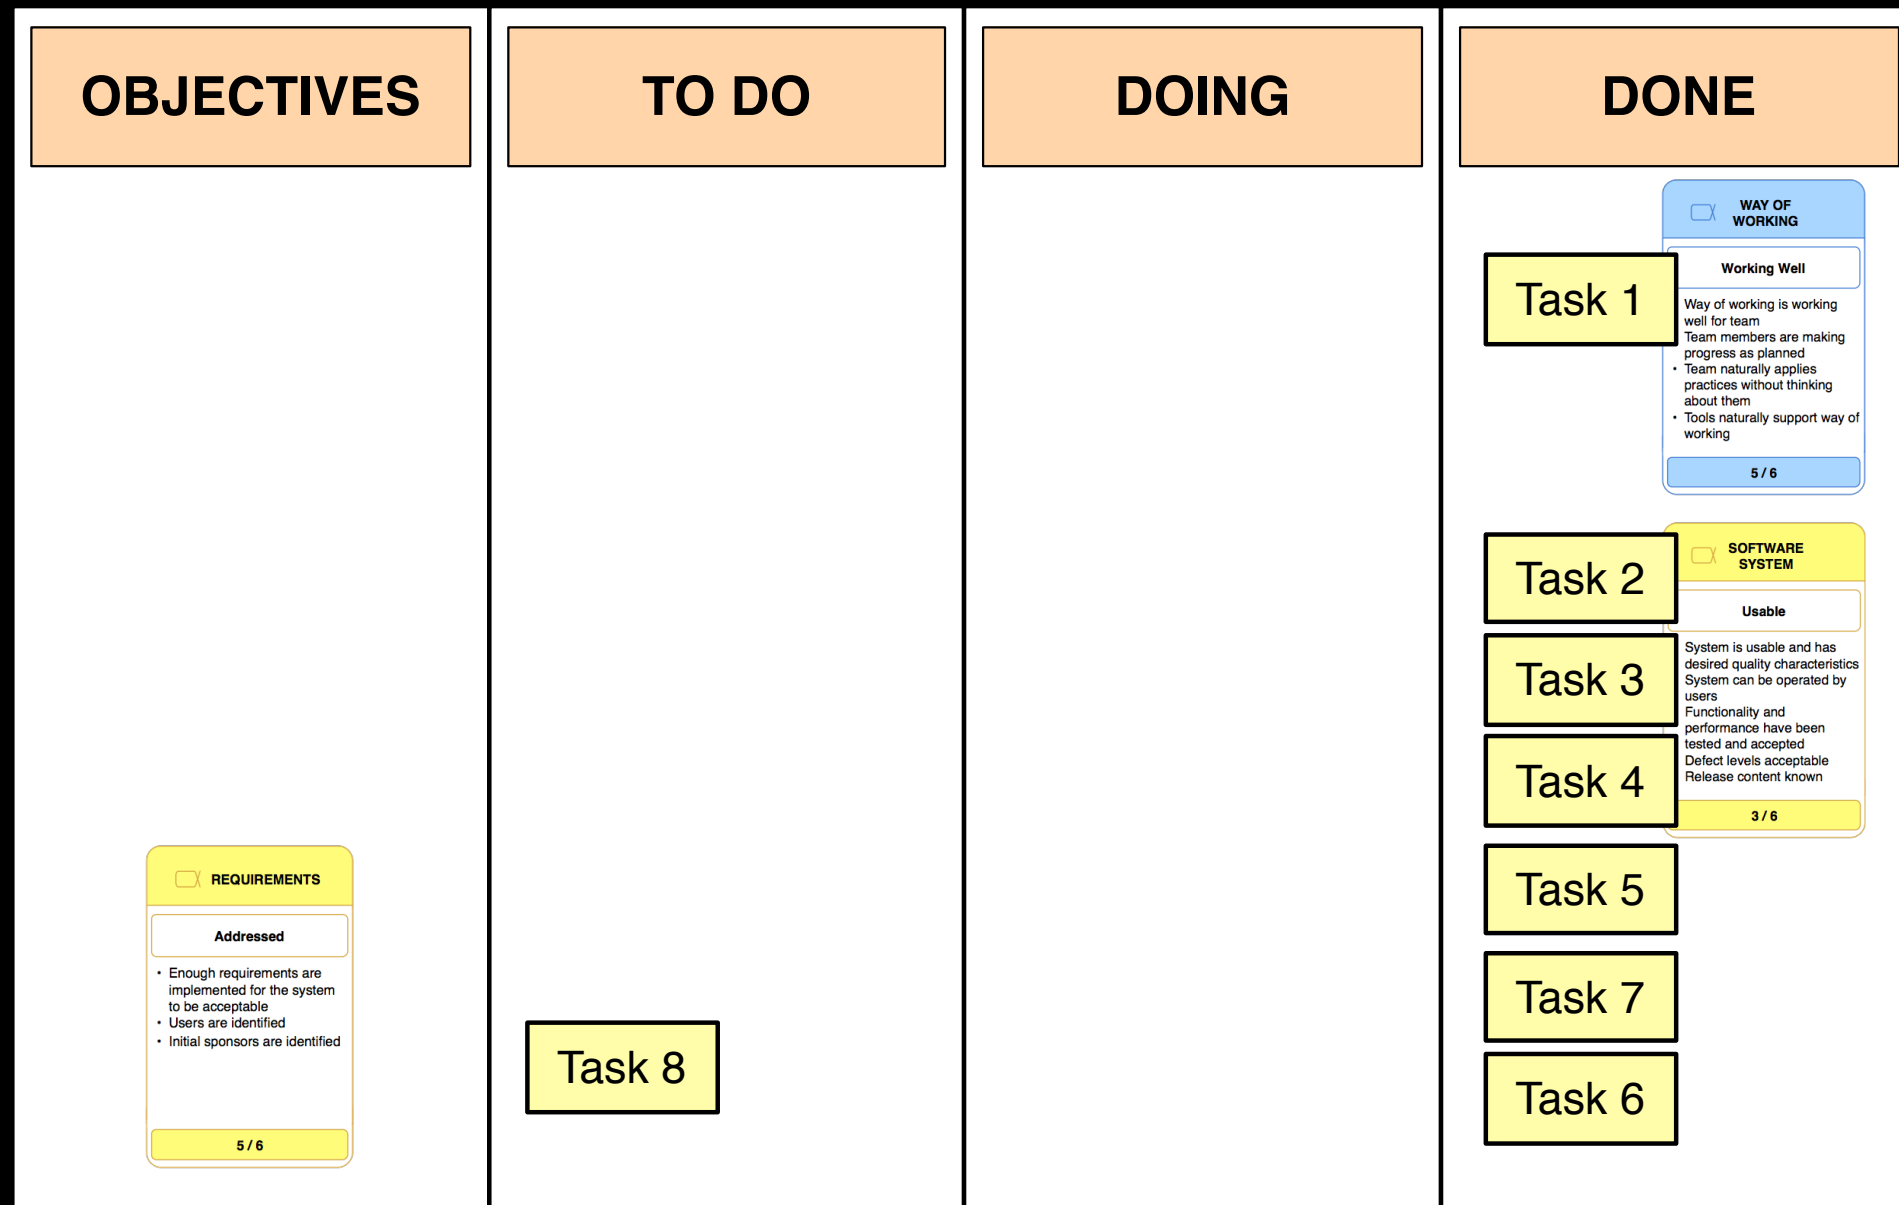 OBJECTIVES
TO DO
DOING
DONE
REQUIREMENTS
Addressed
• Enough requirements are
implemented for the system
to be acceptable
• Users are identified
• Initial sponsors are identified
5 / 6
Task 8
WAY OF
WORKING
Working Well
Way of working is working
well for team
Team members are making
progress as planned
• Team naturally applies
practices without thinking
about them
• Tools naturally support way of
working
5 / 6
Task 1
SOFTWARE
SYSTEM
Usable
System is usable and has
desired quality characteristics
System can be operated by
users
Functionality and
performance have been
tested and accepted
Defect levels acceptable
Release content known
3 / 6
Task 2
Task 3
Task 4
Task 5
Task 7
Task 6